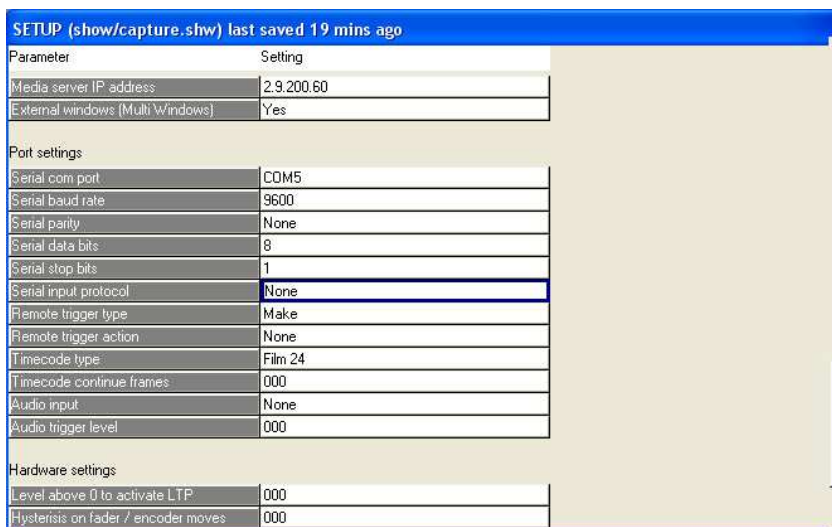 SETUP (show/capture.shw) last saved 19 mins ago
Parameter Setting
Media server IP address 2.9.200.60
External windows (Multi Windows) Yes
Port settings
Serial com port COM5
Serial baud rate 9600
Serial parity None
Serial data bits 8
Serial stop bits 1
Serial input protocol None
Remote trigger type Make
Remote trigger action None
Timecode type Film 24
Timecode continue frames 000
Audio input None
Audio trigger level 000
Hardware settings
Level above 0 to activate LTP 000
Hysterisis on fader / encoder moves 000